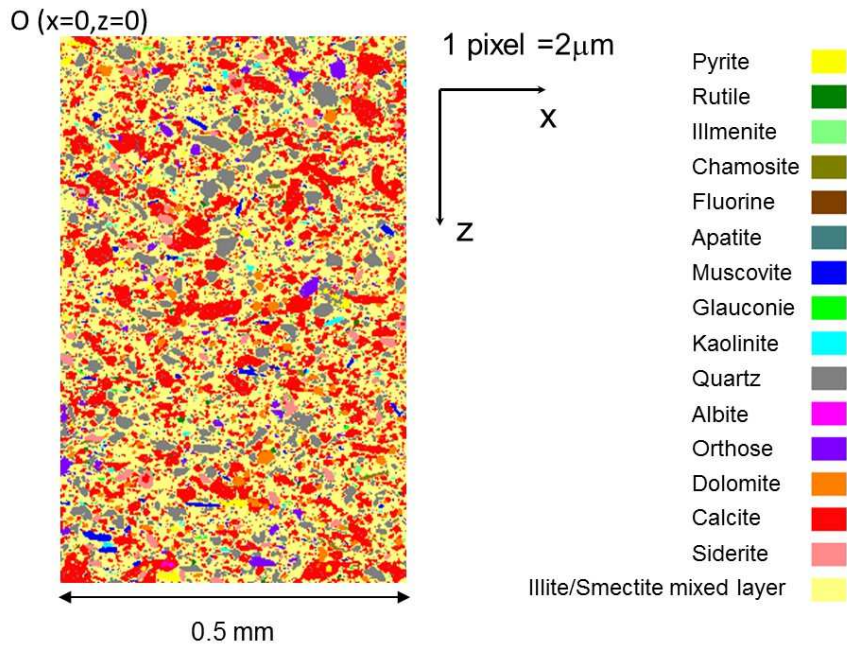 O (x=0,z=0)
1 pixel =2μm
x
z
Pyrite
Rutile
Illmenite
Chamosite
Fluorine
Apatite
Muscovite
Glauconie
Kaolinite
Quartz
Albite
Orthose
Dolomite
Calcite
Siderite
Illite/Smectite mixed layer
0.5 mm